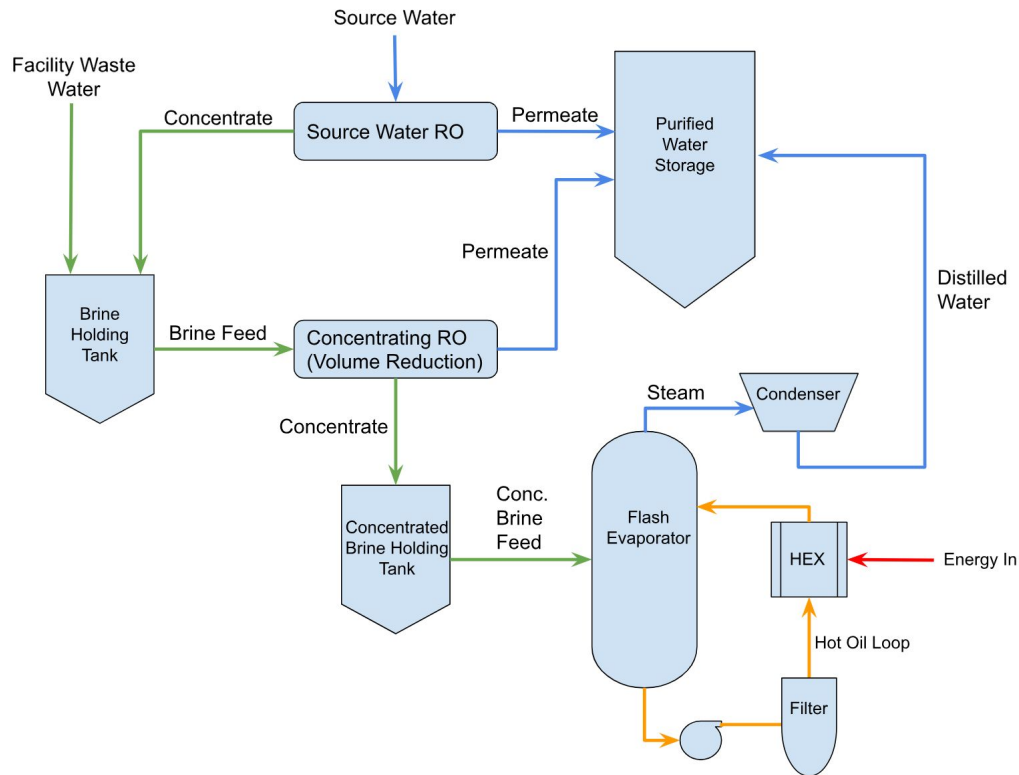 Source Water
Facility Waste
Water
Concentrate
Source Water RO
Permeate
Purified
Water
Storage
Permeate
Distilled
Water
Brine
Holding
Tank
Brine Feed
Concentrating RO
(Volume Reduction)
Steam
Condenser
Concentrate
Conc.
Brine
Feed
Concentrated
Brine Holding
Tank
Flash
Evaporator
HEX
Energy In
Hot Oil Loop
Filter